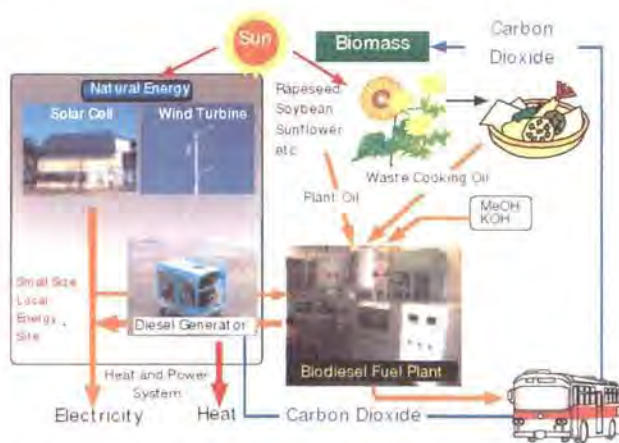 Sun
Biomass
Carbon
Dioxide
Natural Energy
Solar Cell
Wind Turbine
Rapeseed
Soybean
Sunflower
etc
Waste Cooking Oil
Plant Oil
MeOH
KOH
Small Size
Local
Energy
Site
Diesel Generator
Biodiesel Fuel Plant
Heat and Power
System
Electricity
Heat
Carbon Dioxide